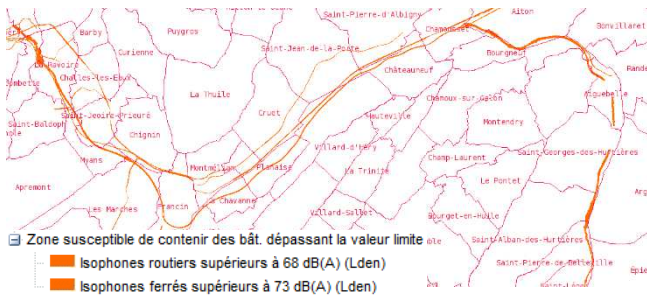 Saint-Pierre-d'Albigny
Aiton
Barby
Puygros
Chamousset
Bonvillaret
Curienne
Saint-Jean-de-la-Porte
Bourgneuf
La Ravoire
Châteauneuf
Challes-les-Eaux
La Thuile
Chamoux-sur-Gelon
Aiguebelle
Cruet
Hauteville
Saint-Jeoire-Prieuré
Montendry
Saint-Baldoph
Chignin
Villard-d'Héry
Saint-Georges-des-Hurtières
Myans
Montmélian
Planaise
Champ-Laurent
La Trinité
Apremont
Le Pontet
Les Marches
Francin
Chavanne
Villard-Sallet
Bourget-en-Huile
Saint-Alban-des-Hurtières
Zone susceptible de contenir des bât. dépassant la valeur limite
Saint-Pierre-de-Belleville
Isophones routiers supérieurs à 68 dB(A) (Lden)
Isophones ferrés supérieurs à 73 dB(A) (Lden)